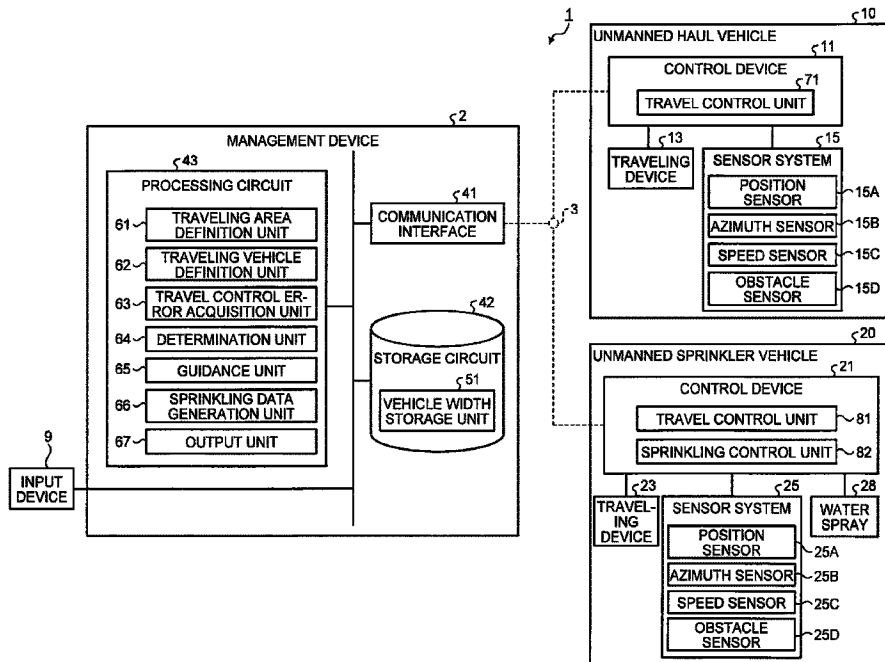 1
10
UNMANNED HAUL VEHICLE
11
CONTROL DEVICE
71
TRAVEL CONTROL UNIT
13
TRAVELING
DEVICE
15
SENSOR SYSTEM
POSITION
SENSOR
15A
AZIMUTH SENSOR
15B
SPEED SENSOR
15C
OBSTACLE
SENSOR
15D
2
MANAGEMENT DEVICE
43
PROCESSING CIRCUIT
61
TRAVELING AREA
DEFINITION UNIT
62
TRAVELING VEHICLE
DEFINITION UNIT
63
TRAVEL CONTROL ER-
ROR ACQUISITION UNIT
64
DETERMINATION UNIT
65
GUIDANCE UNIT
66
SPRINKLING DATA
GENERATION UNIT
67
OUTPUT UNIT
41
COMMUNICATION
INTERFACE
3
42
STORAGE CIRCUIT
51
VEHICLE WIDTH
STORAGE UNIT
9
INPUT
DEVICE
20
UNMANNED SPRINKLER VEHICLE
21
CONTROL DEVICE
TRAVEL CONTROL UNIT
81
SPRINKLING CONTROL UNIT
82
23
TRAVEL-
ING DEVICE
25
SENSOR SYSTEM
POSITION
SENSOR
25A
AZIMUTH SENSOR
25B
SPEED SENSOR
25C
OBSTACLE
SENSOR
25D
28
WATER
SPRAY